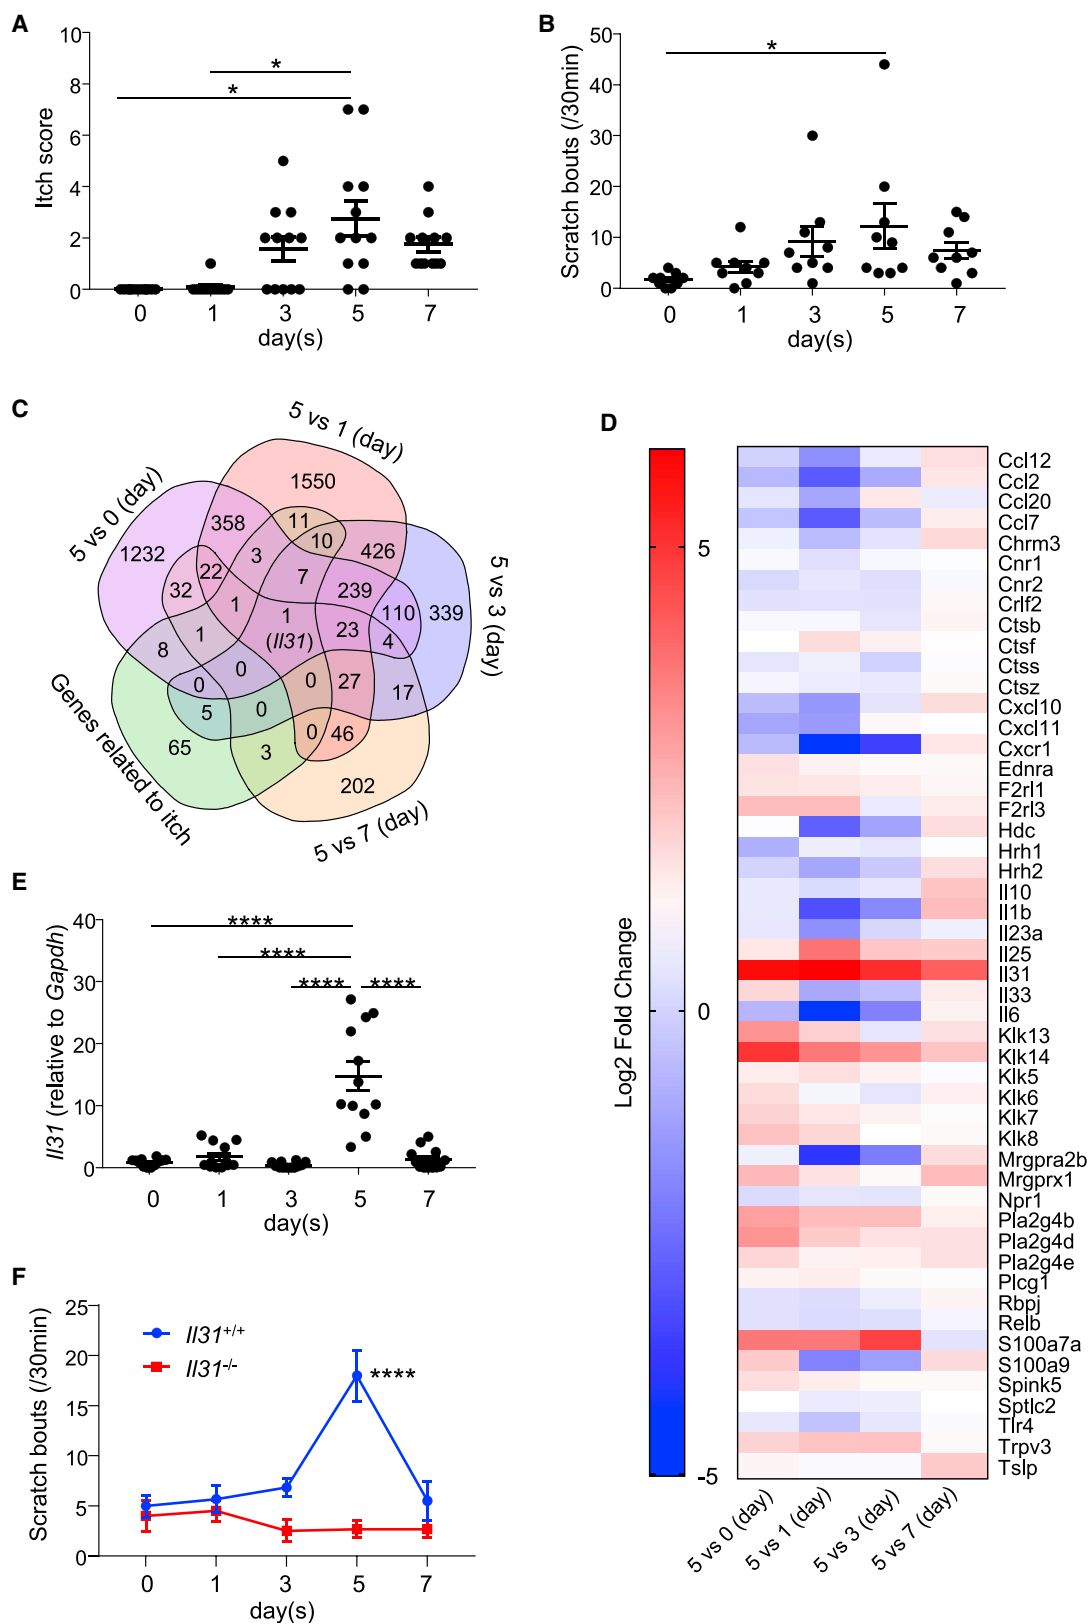 A
10
8
6
4
2
0
Itch score
*
*
0 1 3 5 7
day(s)
B
50
40
30
20
10
0
Scratch bouts (/30min)
*
0 1 3 5 7
day(s)
C
5 vs 1 (day)
5 vs 0 (day)
5 vs 3 (day)
Genes related to itch
5 vs 7 (day)
1550
11
358
10
1232
3
426
22
7
32
239
1
110
339
1
(Il31)
23
1
4
8
0
0
0
27
17
5
0
65
0
46
3
202
D
Log2 Fold Change
5
0
-5
Ccl12
Ccl2
Ccl20
Ccl7
Chrm3
Cnr1
Cnr2
Crlf2
Ctsb
Ctsf
Ctss
Ctsz
Cxcl10
Cxcl11
Cxcr1
Ednra
F2rl1
F2rl3
Hdc
Hrh1
Hrh2
Il10
Il1b
Il23a
Il25
Il31
Il33
Il6
Klk13
Klk14
Klk5
Klk6
Klk7
Klk8
Mrgpra2b
Mrgprx1
Npr1
Pla2g4b
Pla2g4d
Pla2g4e
Plcg1
Rbpj
Relb
S100a7a
S100a9
Spink5
Sptlc2
Tlr4
Trpv3
Tslp
5 vs 0 (day)
5 vs 1 (day)
5 vs 3 (day)
5 vs 7 (day)
E
40
30
20
10
0
Il31 (relative to Gapdh)
****
****
**** ****
0 1 3 5 7
day(s)
F
25
20
15
10
5
0
Scratch bouts (/30min)
Il31+/+
Il31-/-
****
0 1 3 5 7
day(s)